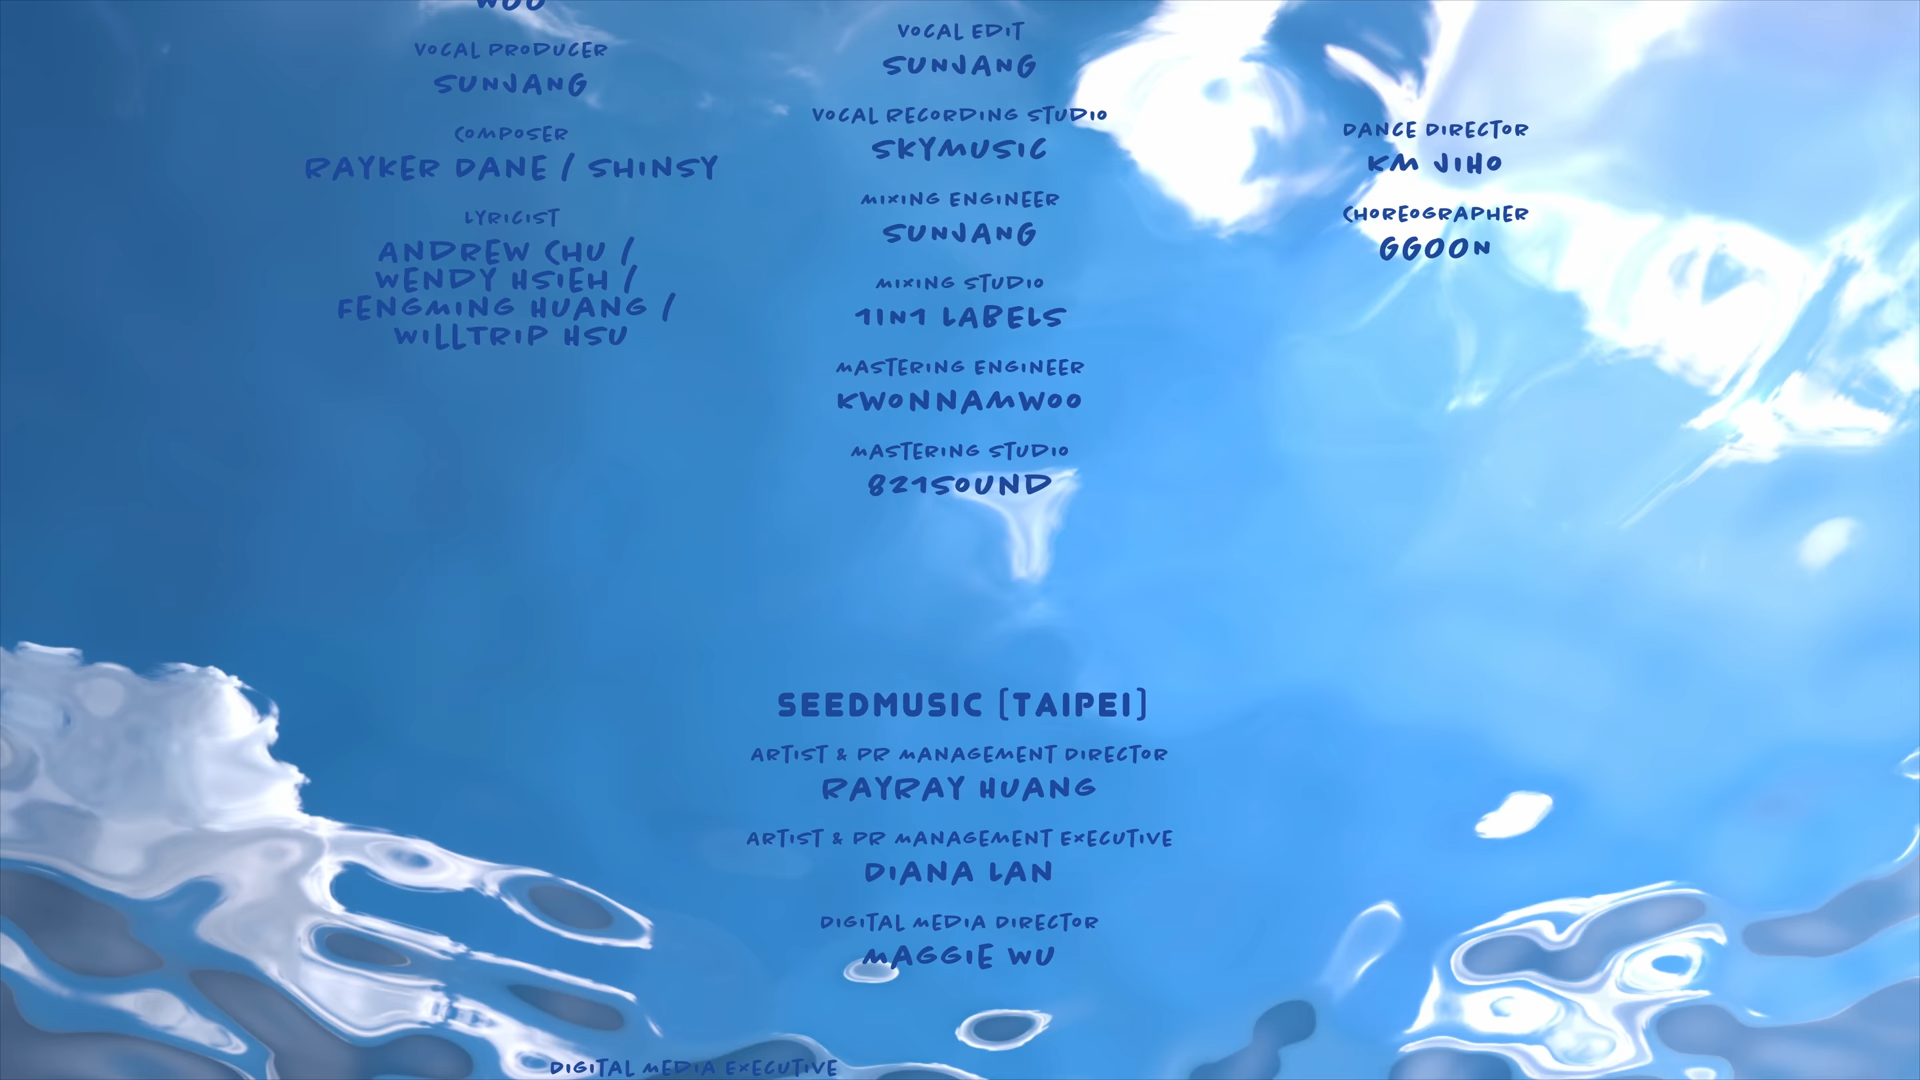 WOO
VOCAL PRODUCER
SUNJANG
COMPOSER
RAYKER DANE / SHINSY
LYRICIST
ANDREW CHU /
WENDY HSIEH /
FENGMING HUANG /
WILLTRIP HSU
VOCAL EDIT
SUNJANG
VOCAL RECORDING STUDIO
SKYMUSIC
MIXING ENGINEER
SUNJANG
MIXING STUDIO
1IN1 LABELS
MASTERING ENGINEER
KWONNAMWOO
MASTERING STUDIO
821SOUND
DANCE DIRECTOR
KM JIHO
CHOREOGRAPHER
GGOON
SEEDMUSIC [TAIPEI]
ARTIST & PR MANAGEMENT DIRECTOR
RAYRAY HUANG
ARTIST & PR MANAGEMENT EXECUTIVE
DIANA LAN
DIGITAL MEDIA DIRECTOR
MAGGIE WU
DIGITAL MEDIA EXECUTIVE